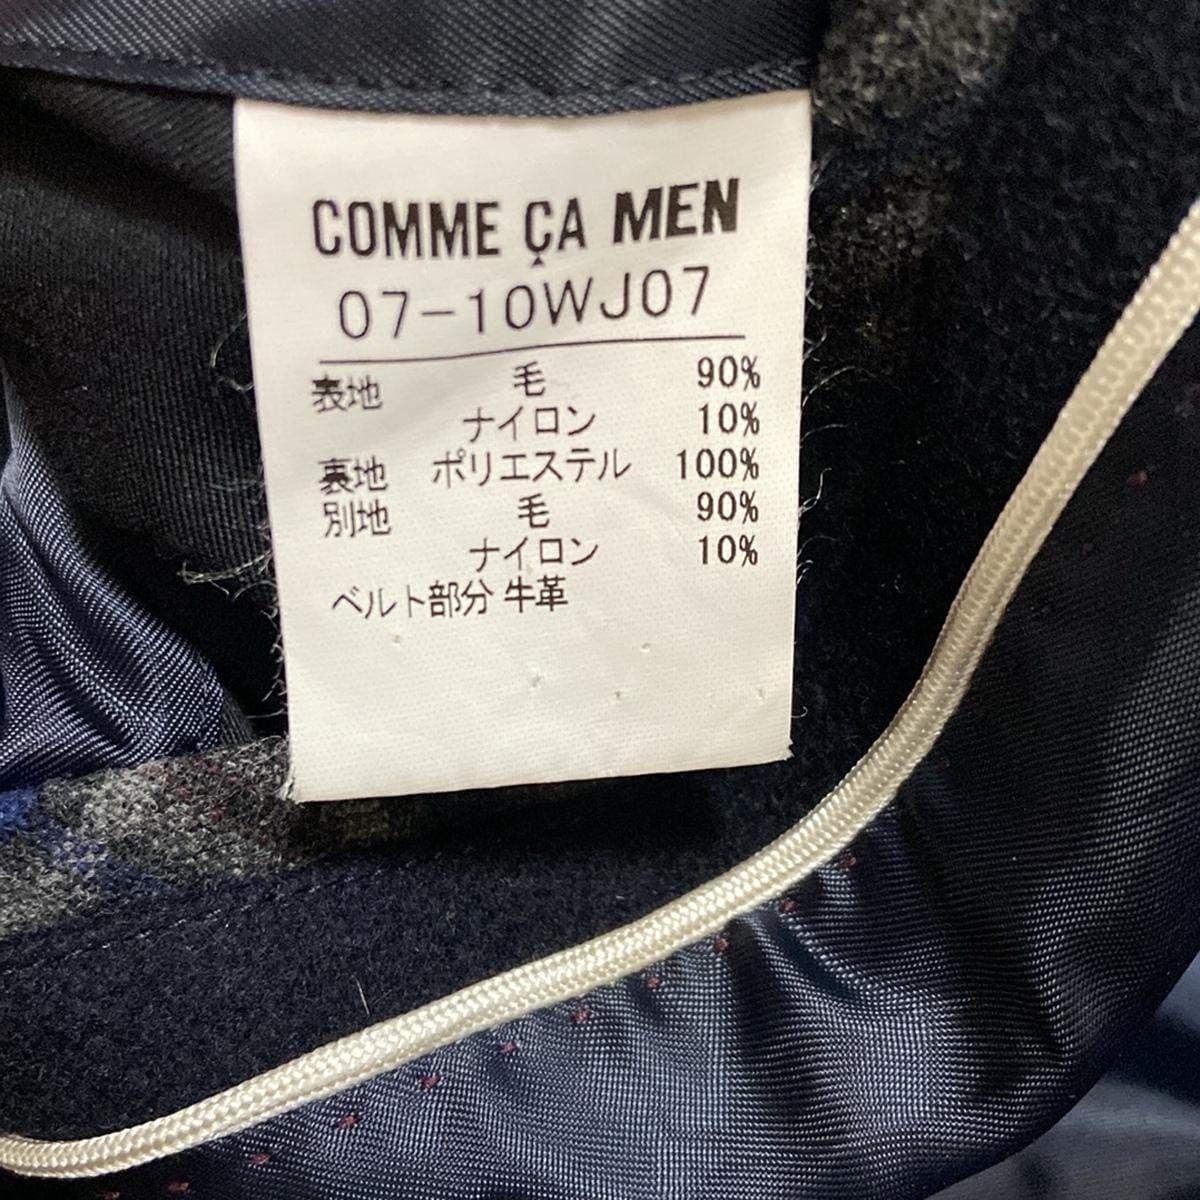 COMME ÇA MEN
07-10WJ07
表地 毛 90%
ナイロン 10%
裏地 ポリエステル 100%
別地 毛 90%
ナイロン 10%
ベルト部分 牛革